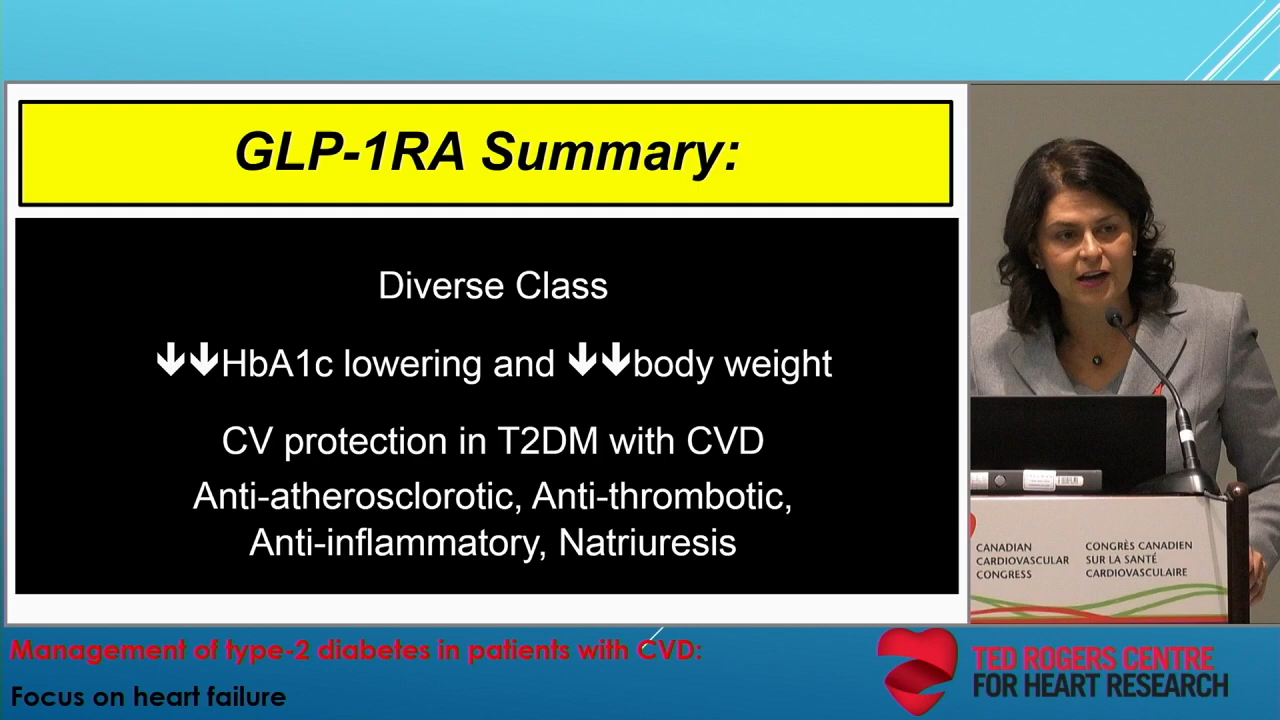 GLP-1RA Summary:
Diverse Class
🡻🡻HbA1c lowering and 🡻🡻body weight
CV protection in T2DM with CVD
Anti-atherosclorotic, Anti-thrombotic,
Anti-inflammatory, Natriuresis
CANADIAN
CARDIOVASCULAR
CONGRESS
CONGRÈS CANADIEN
SUR LA SANTÉ
CARDIOVASCULAIRE
Management of type-2 diabetes in patients with CVD:
Focus on heart failure
TED ROGERS CENTRE
FOR HEART RESEARCH